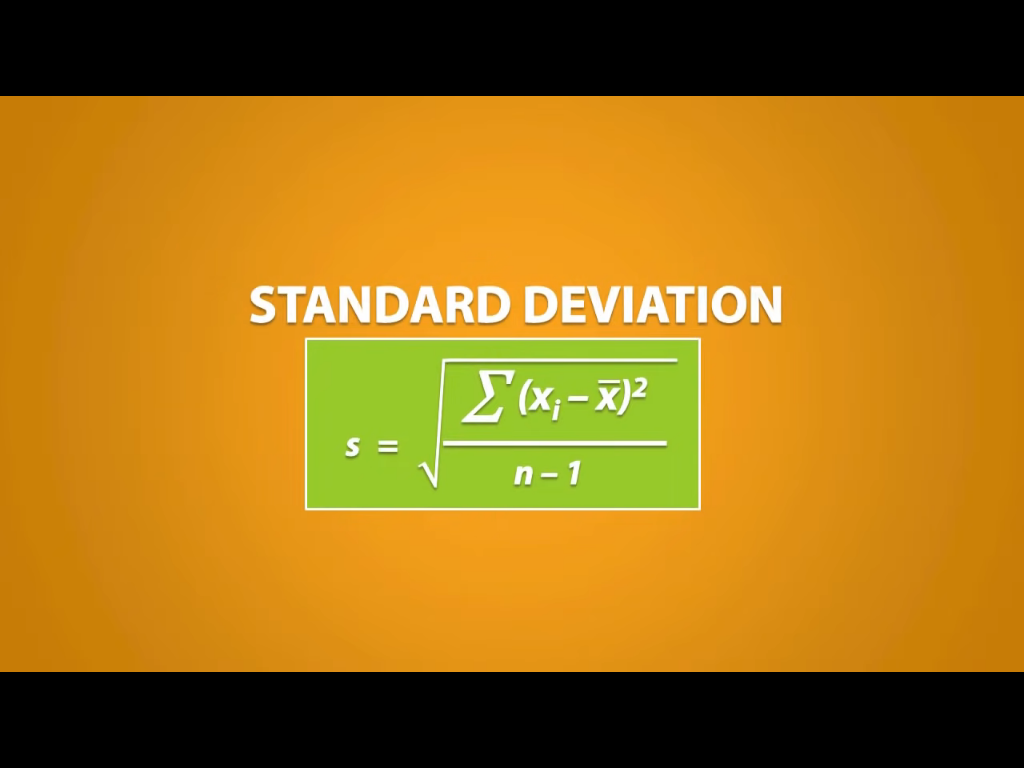 STANDARD DEVIATION
s = √(Σ(xᵢ – x̅)² / n – 1)